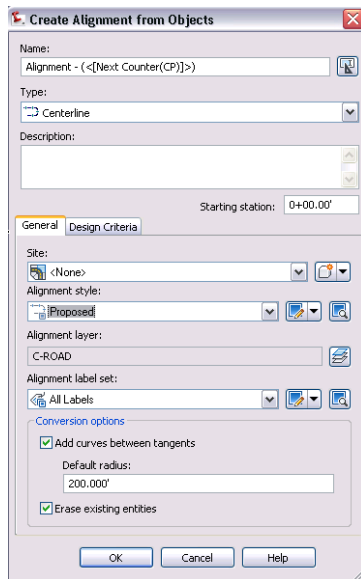 Create Alignment from Objects
Name:
Alignment - (<[Next Counter(CP)]>)
Type:
Centerline
Description:
Starting station: 0+00.00'
General Design Criteria
Site:
<None>
Alignment style:
Proposed
Alignment layer:
C-ROAD
Alignment label set:
All Labels
Conversion options
Add curves between tangents
Default radius:
200.000'
Erase existing entities
OK Cancel Help